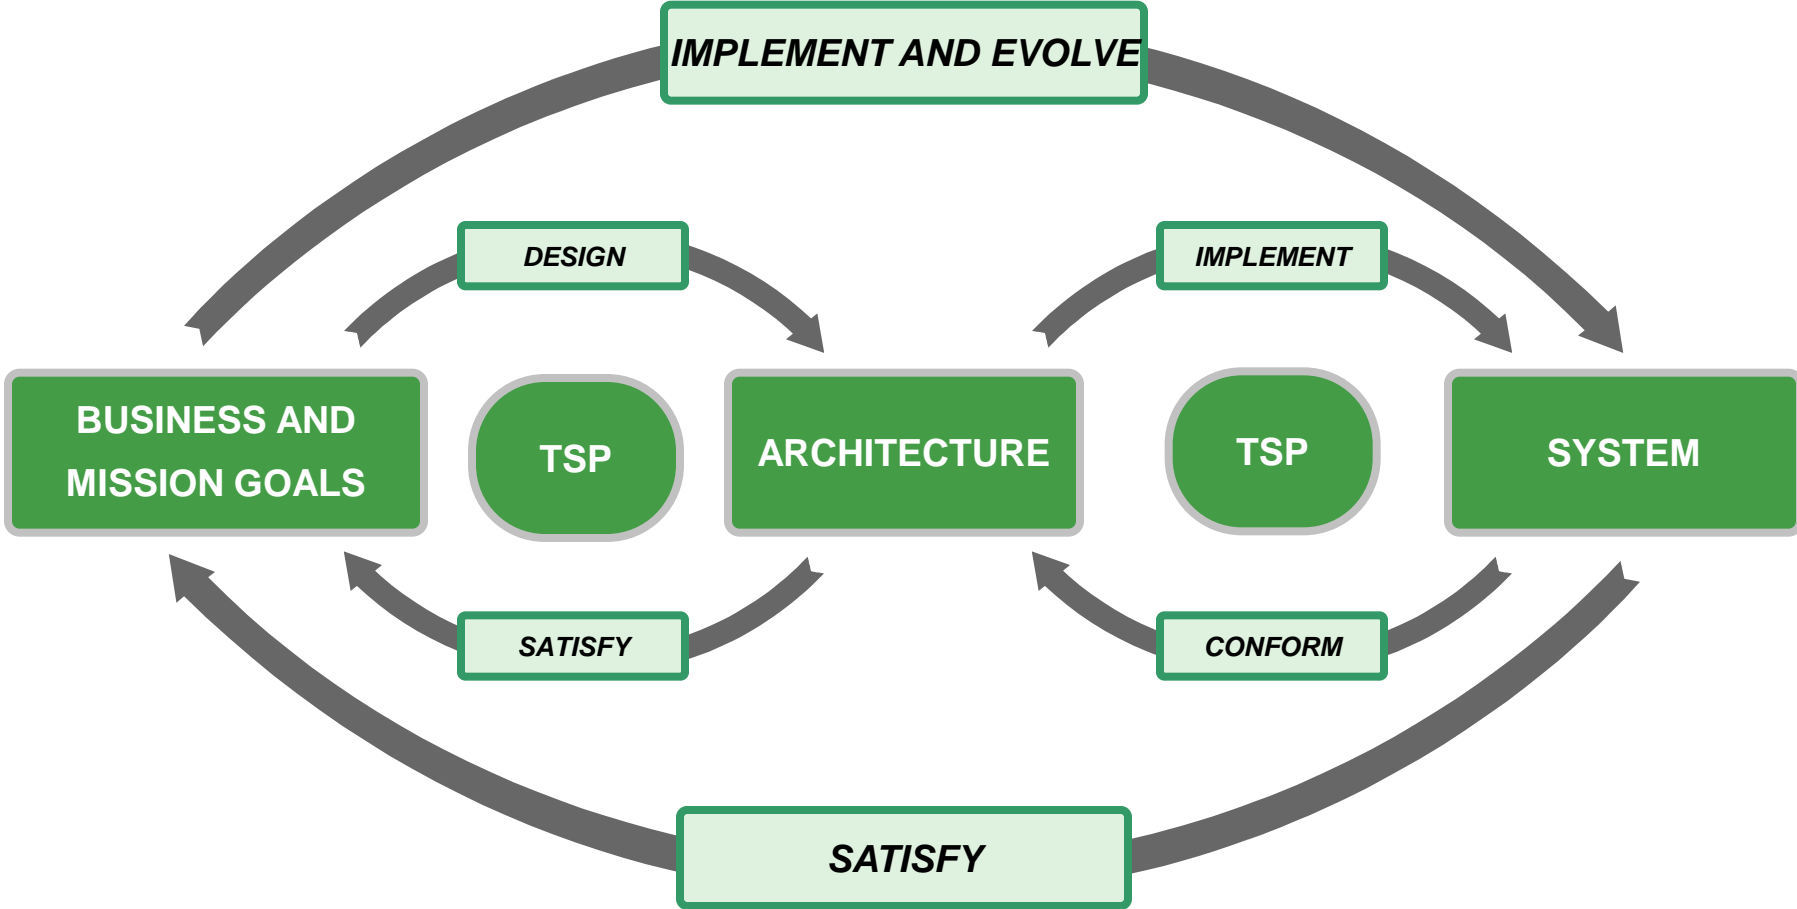 IMPLEMENT AND EVOLVE
DESIGN
IMPLEMENT
BUSINESS AND
MISSION GOALS
TSP
ARCHITECTURE
TSP
SYSTEM
SATISFY
CONFORM
SATISFY